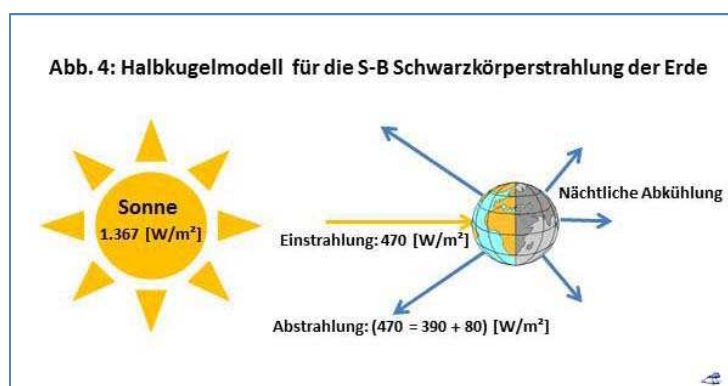 Abb. 4: Halbkugelmodell für die S-B Schwarzkörperstrahlung der Erde
Sonne
1.367 [W/m²]
Nächtliche Abkühlung
Einstrahlung: 470 [W/m²]
Abstrahlung: (470 = 390 + 80) [W/m²]